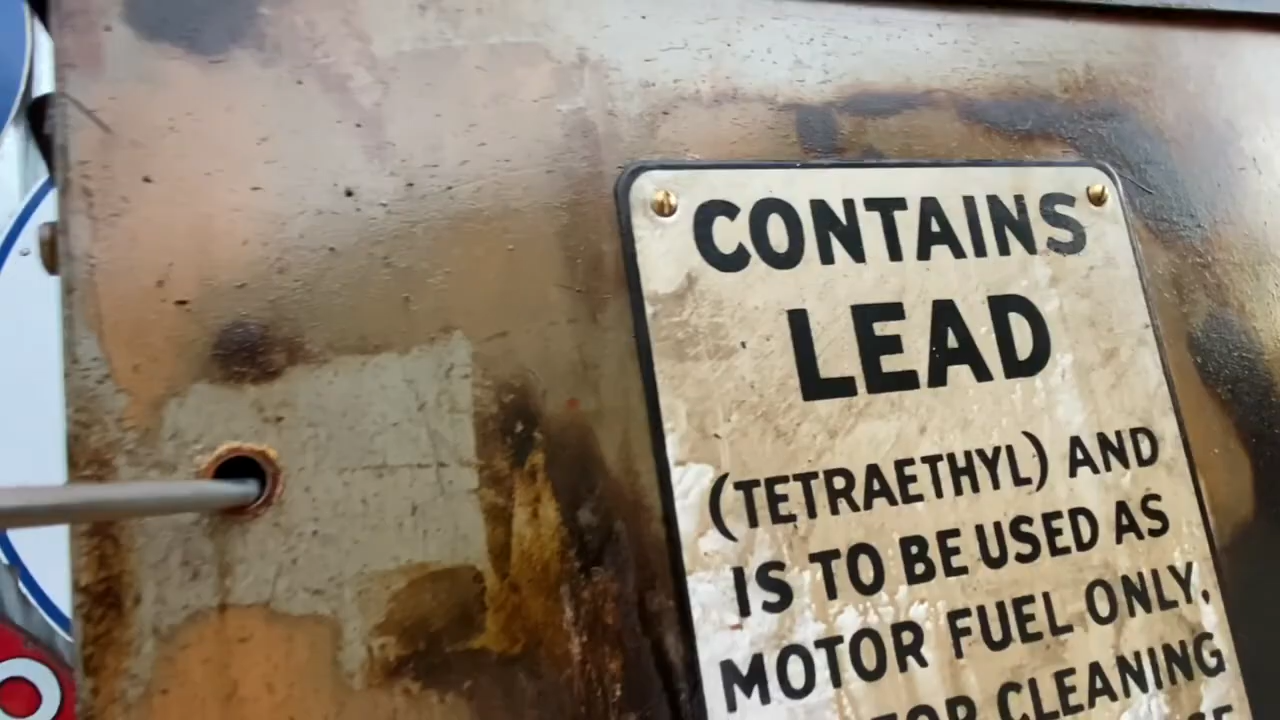 CONTAINS
LEAD
(TETRAETHYL) AND
IS TO BE USED AS
MOTOR FUEL ONLY,
CLEANING